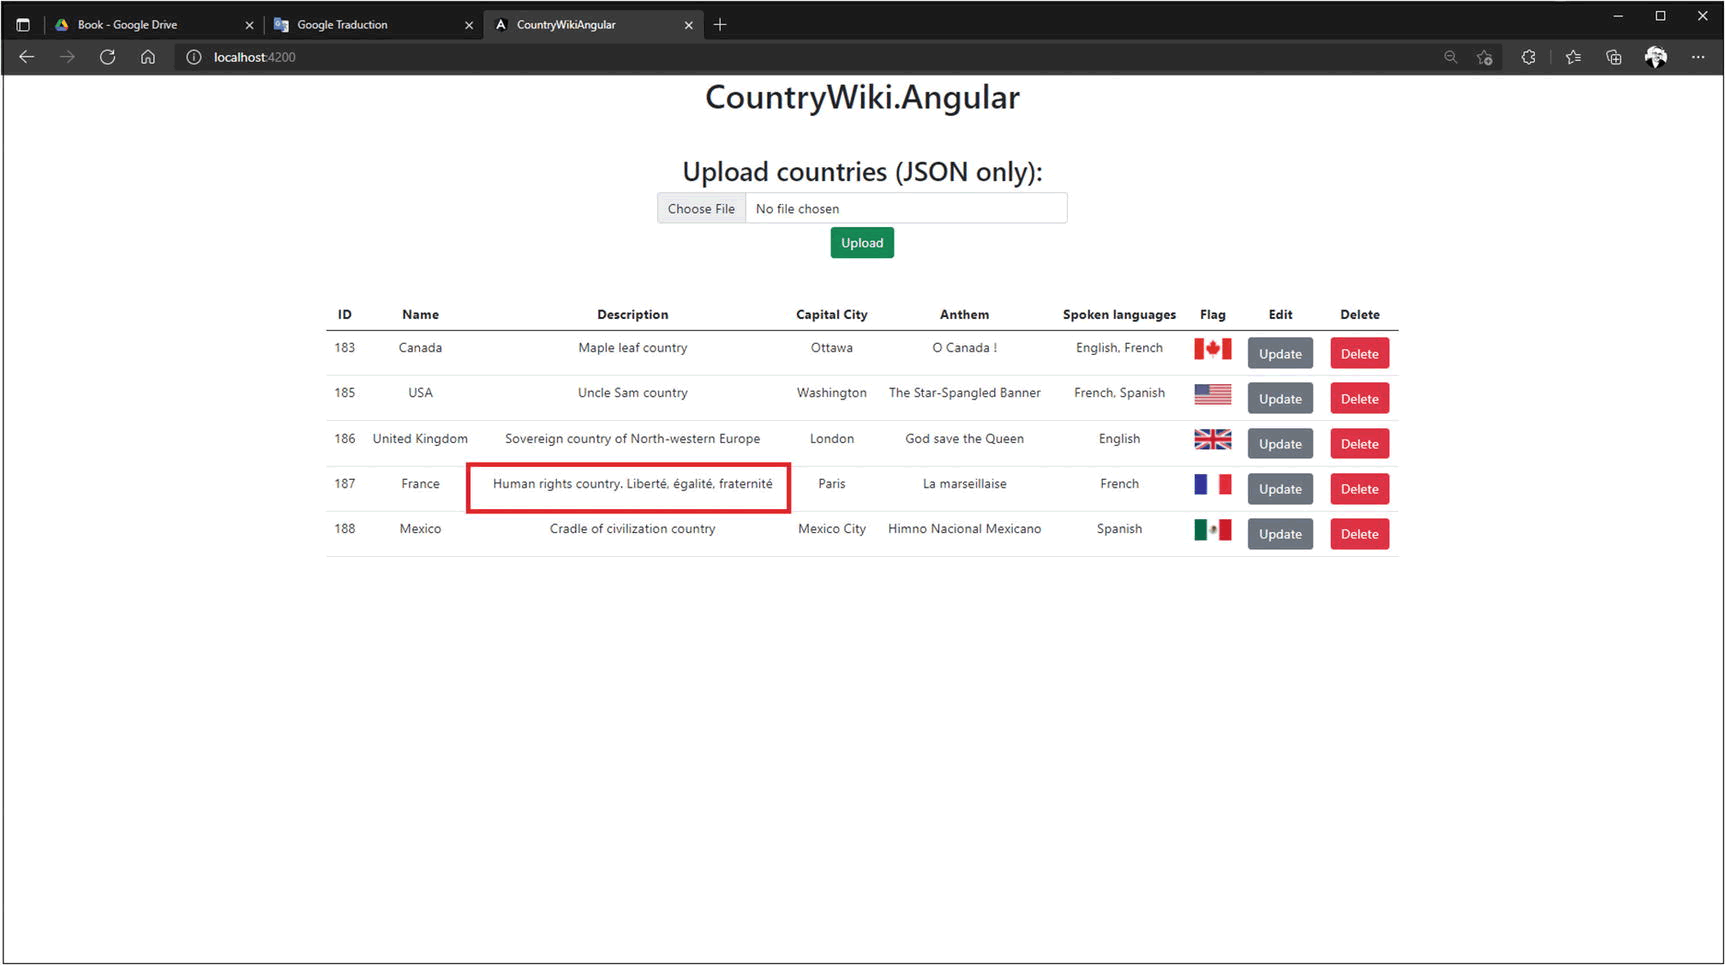 Book - Google Drive
Google Traduction
CountryWikiAngular
localhost:4200
CountryWiki.Angular
Upload countries (JSON only):
Choose File No file chosen
Upload
ID Name Description Capital City Anthem Spoken languages Flag Edit Delete
183 Canada Maple leaf country Ottawa O Canada ! English, French Update Delete
185 USA Uncle Sam country Washington The Star-Spangled Banner French, Spanish Update Delete
186 United Kingdom Sovereign country of North-western Europe London God save the Queen English Update Delete
187 France Human rights country. Liberté, égalité, fraternité Paris La marseillaise French Update Delete
188 Mexico Cradle of civilization country Mexico City Himno Nacional Mexicano Spanish Update Delete